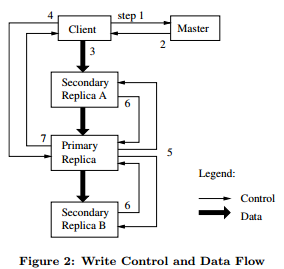 4
step 1
Client
Master
2
3
Secondary
Replica A
6
7
Primary
Replica
5
Legend:
Control
Data
6
Secondary
Replica B
Figure 2: Write Control and Data Flow